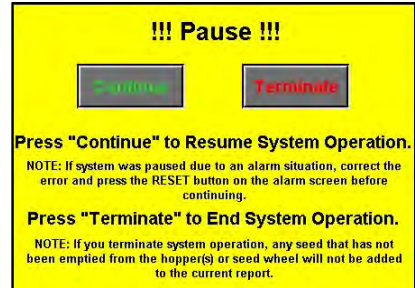 !!! Pause !!!
Continue Terminate
Press "Continue" to Resume System Operation.
NOTE: If system was paused due to an alarm situation, correct the
error and press the RESET button on the alarm screen before
continuing.
Press "Terminate" to End System Operation.
NOTE: If you terminate system operation, any seed that has not
been emptied from the hopper(s) or seed wheel will not be added
to the current report.